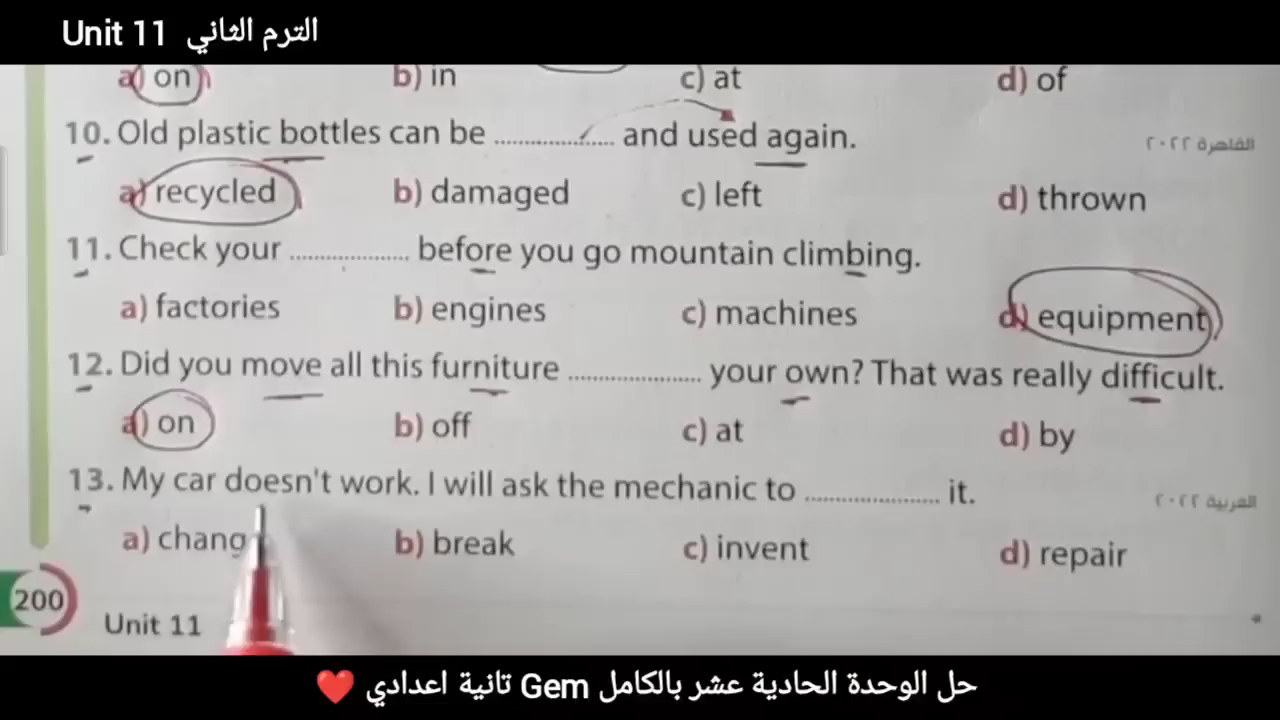 Unit 11 الترم الثاني
a) on b) in c) at d) of
10. Old plastic bottles can be .................... and used again. القاهرة ٢٠٢٢
a) recycled b) damaged c) left d) thrown
11. Check your .................... before you go mountain climbing.
a) factories b) engines c) machines d) equipment
12. Did you move all this furniture .................... your own? That was really difficult.
a) on b) off c) at d) by
13. My car doesn't work. I will ask the mechanic to .................... it. الغربية ٢٠٢٢
a) chang b) break c) invent d) repair
200
Unit 11
حل الوحدة الحادية عشر بالكامل Gem تانية اعدادي ❤️